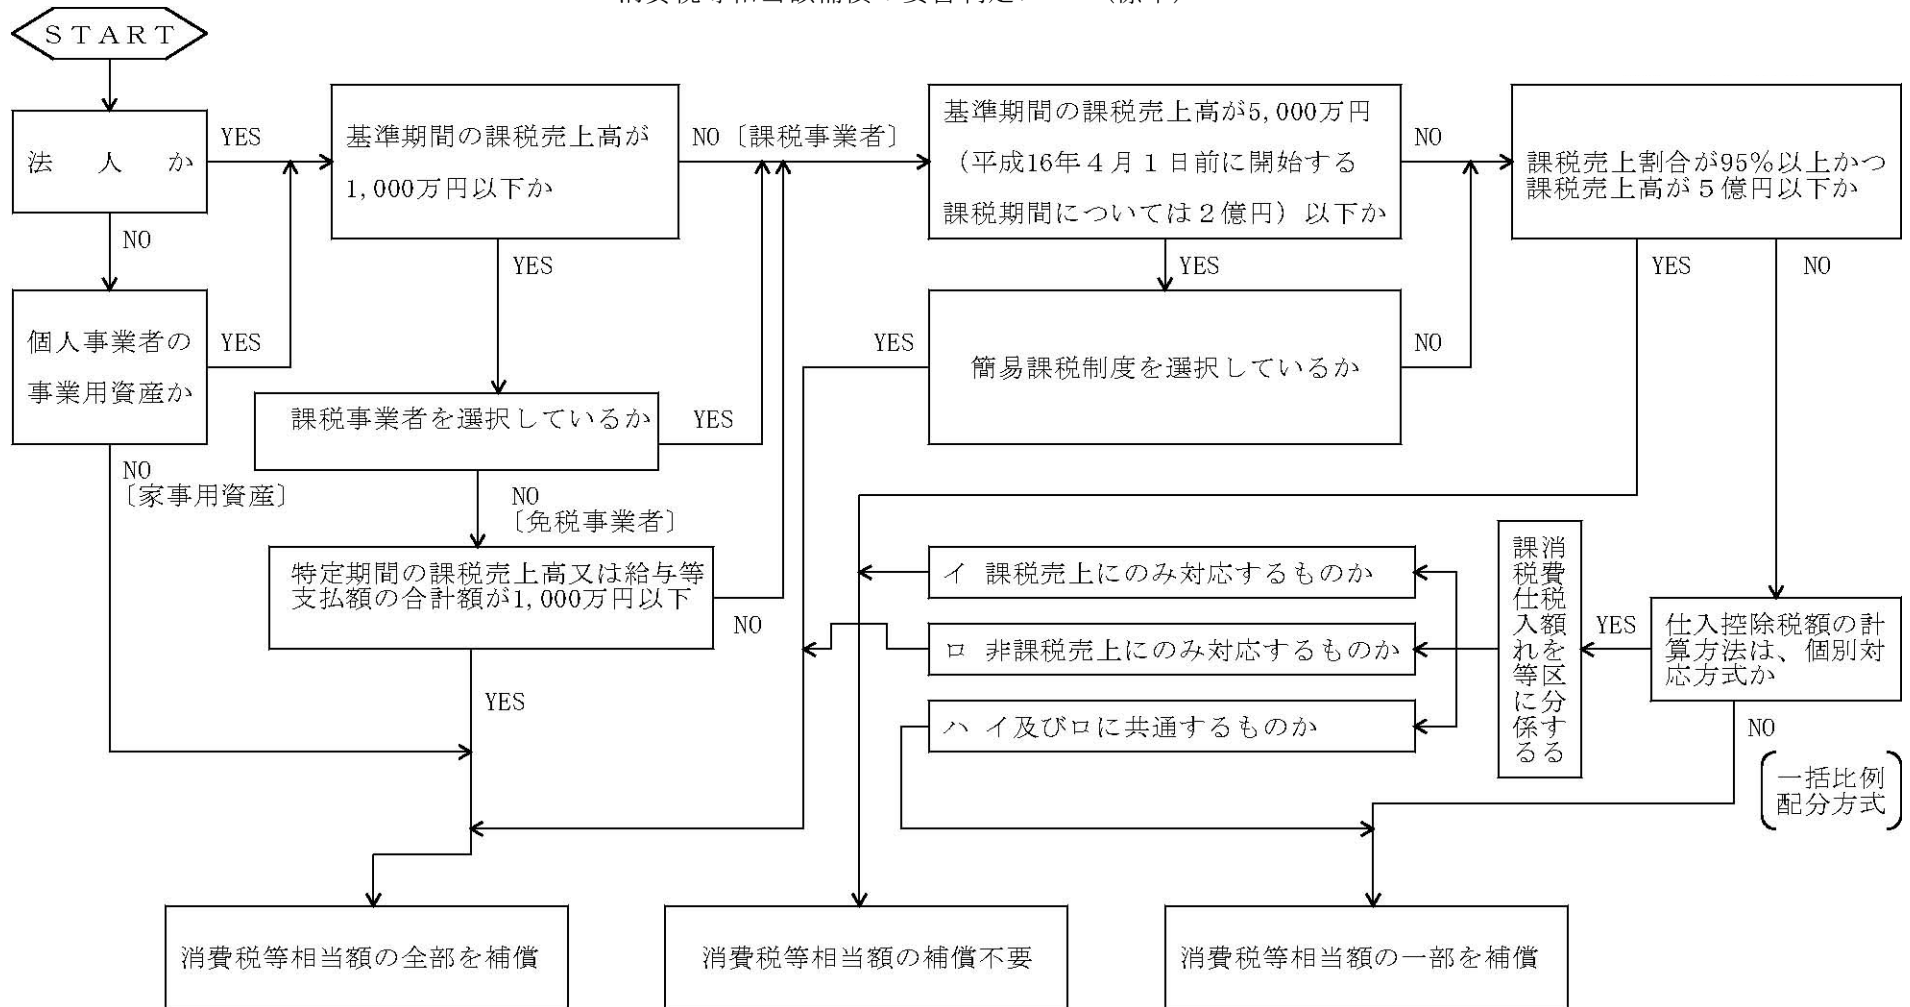 START
法人か
YES
NO
個人事業者の
事業用資産か
YES
NO
〔家事用資産〕
基準期間の課税売上高が
1,000万円以下か
NO〔課税事業者〕
YES
課税事業者を選択しているか
YES
NO
〔免税事業者〕
特定期間の課税売上高又は給与等
支払額の合計額が1,000万円以下
NO
YES
基準期間の課税売上高が5,000万円
（平成16年４月１日前に開始する
課税期間については２億円）以下か
NO
YES
簡易課税制度を選択しているか
YES
NO
課税売上割合が95%以上かつ
課税売上高が５億円以下か
YES
NO
仕入控除税額の計
算方法は、個別対
応方式か
YES
NO
一括比例
配分方式
課税仕入れ等に係る
消費税額を区分する
イ 課税売上にのみ対応するものか
ロ 非課税売上にのみ対応するものか
ハ イ及びロに共通するものか
消費税等相当額の全部を補償
消費税等相当額の補償不要
消費税等相当額の一部を補償